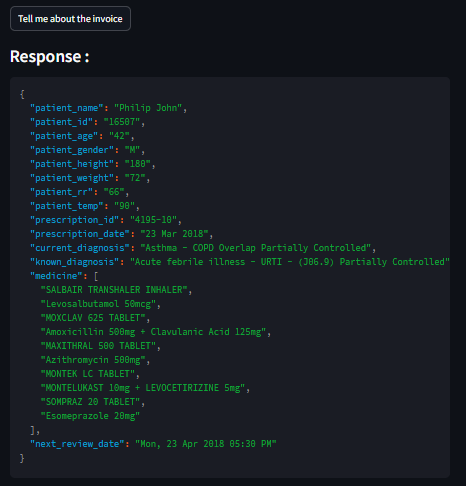 Tell me about the invoice
Response :
{
"patient_name": "Philip John",
"patient_id": "16507",
"patient_age": "42",
"patient_gender": "M",
"patient_height": "180",
"patient_weight": "72",
"patient_rr": "66",
"patient_temp": "90",
"prescription_id": "4195-10",
"prescription_date": "23 Mar 2018",
"current_diagnosis": "Asthma - COPD Overlap Partially Controlled",
"known_diagnosis": "Acute febrile illness - URTI - (J06.9) Partially Controlled"
"medicine": [
"SALBAIR TRANSHALER INHALER",
"Levosalbutamol 50mcg",
"MOXCLAV 625 TABLET",
"Amoxicillin 500mg + Clavulanic Acid 125mg",
"MAXITHRAL 500 TABLET",
"Azithromycin 500mg",
"MONTEK LC TABLET",
"MONTELUKAST 10mg + LEVOCETIRIZINE 5mg",
"SOMPRAZ 20 TABLET",
"Esomeprazole 20mg"
],
"next_review_date": "Mon, 23 Apr 2018 05:30 PM"
}